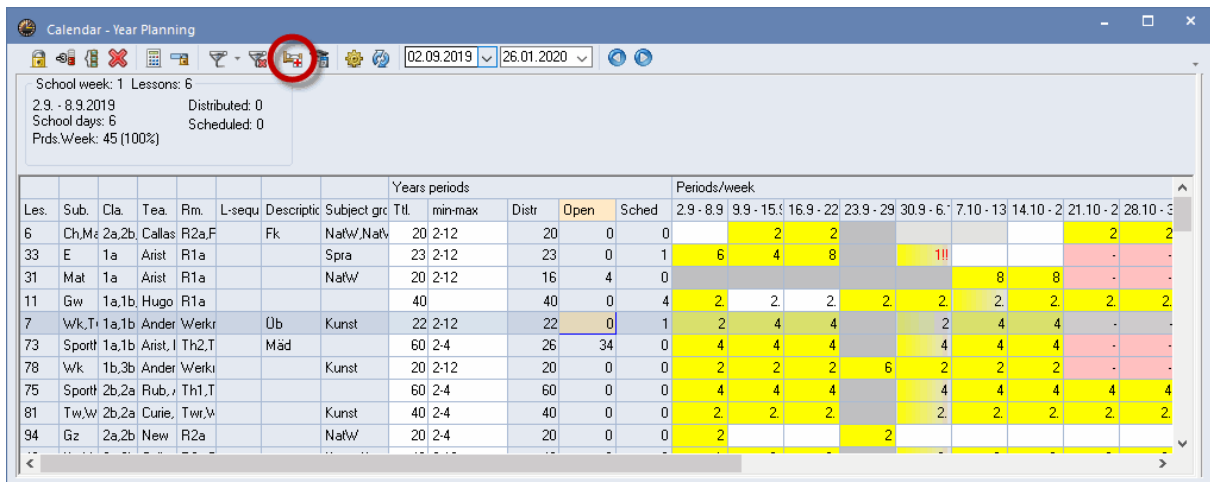 Calendar - Year Planning
02.09.2019 26.01.2020
School week: 1 Lessons: 6
2.9. - 8.9.2019 Distributed: 0
School days: 6 Scheduled: 0
Prds.Week: 45 (100%)
Years periods Periods/week
Les. Sub. Cla. Tea. Rm. L-sequ Descriptic Subject grc Ttl. min-max Distr Open Sched 2.9 - 8.9 9.9 - 15.9 16.9 - 22 23.9 - 29 30.9 - 6.1 7.10 - 13 14.10 - 2 21.10 - 2 28.10 - 3
6 Ch,Ma 2a,2b, Callas R2a,F Fk NatW,NatW 20 2-12 20 0 0 2 2 2 2
33 E 1a Arist R1a Spra 23 2-12 23 0 1 6 4 8 1!! - -
31 Mat 1a Arist R1a NatW 20 2-12 16 4 0 8 8 - -
11 Gw 1a,1b, Hugo R1a 40 40 0 4 2. 2. 2. 2. 2. 2. 2. 2. 2.
7 Wk,T 1a,1b Ander Werkr Üb Kunst 22 2-12 22 0 1 2 4 4 2 4 4 - -
73 Sport 1a,1b Arist, Th2,T Mäd 60 2-4 26 34 0 4 4 4 4 4 4 - -
78 Wk 1b,3b Ander Werkr Kunst 20 2-12 20 0 0 2 2 2 6 2 2 2 - -
75 Sport 2b,2a Rub, Th1,T 60 2-4 60 0 0 4 4 4 4 4 4 4 4
81 Tw,W 2b,2a Curie, Twr,W Kunst 40 2-4 40 0 0 2. 2. 2. 2. 2. 2. 2. 2.
94 Gz 2a,2b New R2a NatW 20 2-4 20 0 0 2 2